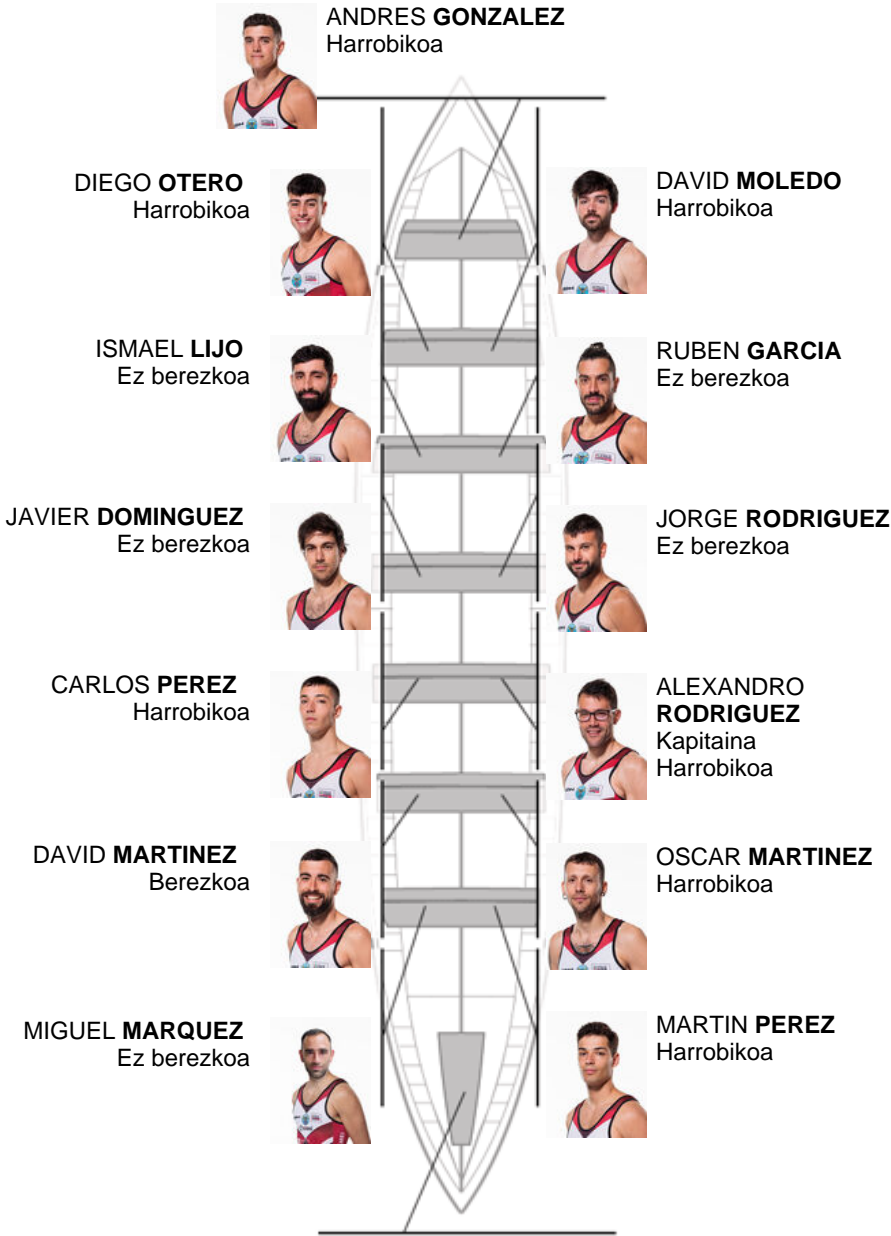 ANDRES GONZALEZ
Harrobikoa
DIEGO OTERO
Harrobikoa
DAVID MOLEDO
Harrobikoa
ISMAEL LIJO
Ez berezkoa
RUBEN GARCIA
Ez berezkoa
JAVIER DOMINGUEZ
Ez berezkoa
JORGE RODRIGUEZ
Ez berezkoa
CARLOS PEREZ
Harrobikoa
ALEXANDRO
RODRIGUEZ
Kapitaina
Harrobikoa
DAVID MARTINEZ
Berezkoa
OSCAR MARTINEZ
Harrobikoa
MIGUEL MARQUEZ
Ez berezkoa
MARTIN PEREZ
Harrobikoa